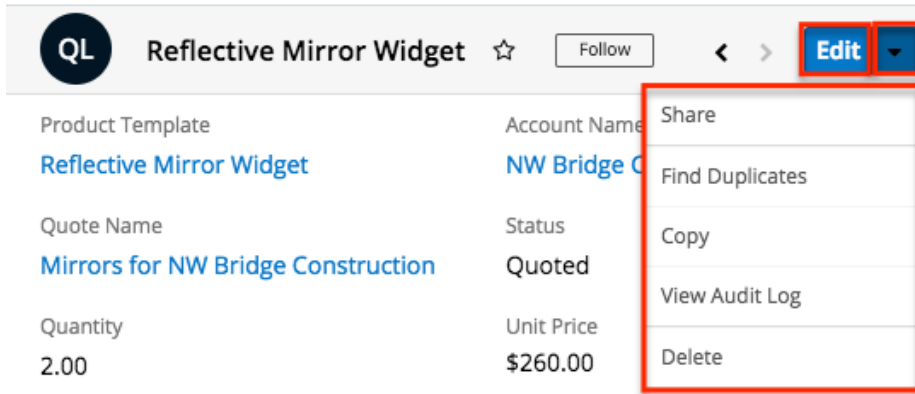 QL Reflective Mirror Widget Follow Edit
Product Template Account Name Share
Reflective Mirror Widget NW Bridge Find Duplicates
Quote Name Status Copy
Mirrors for NW Bridge Construction Quoted
View Audit Log
Quantity Unit Price
2.00 $260.00 Delete